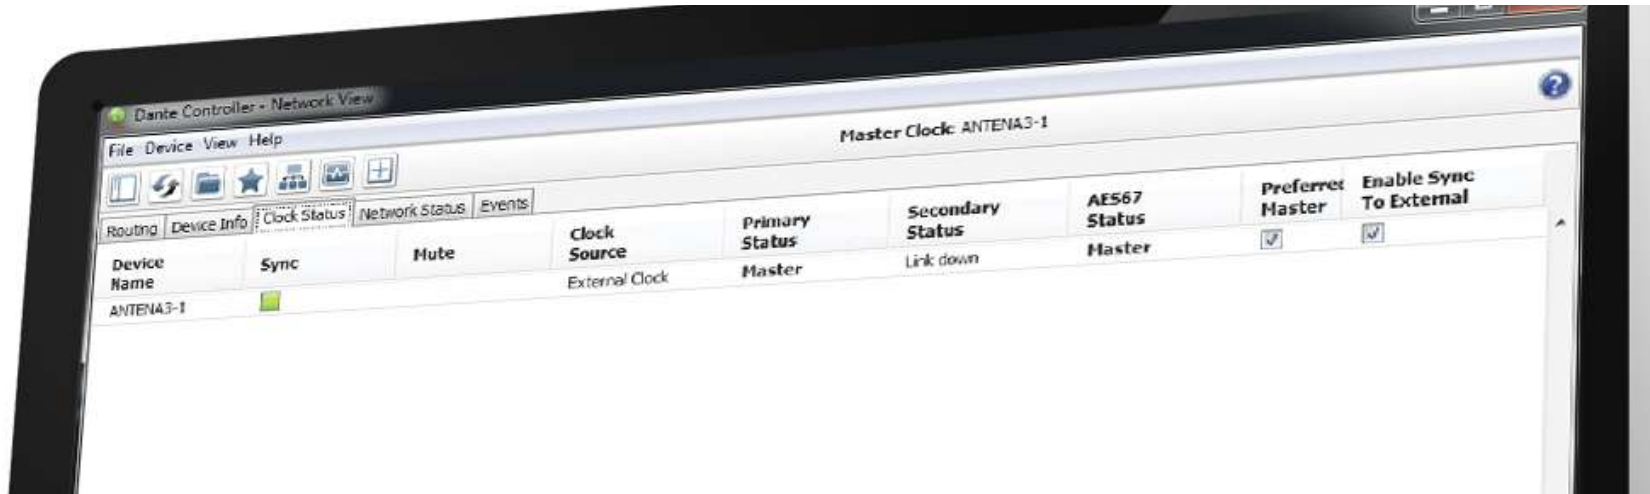 Dante Controller - Network View
File Device View Help
Master Clock: ANTENA3-1
?
Routing Device Info Clock Status Network Status Events
Device Name Sync Mute Clock Source Primary Status Secondary Status AES67 Status Preferred Master Enable Sync To External
ANTENA3-1 External Clock Master Link down Master